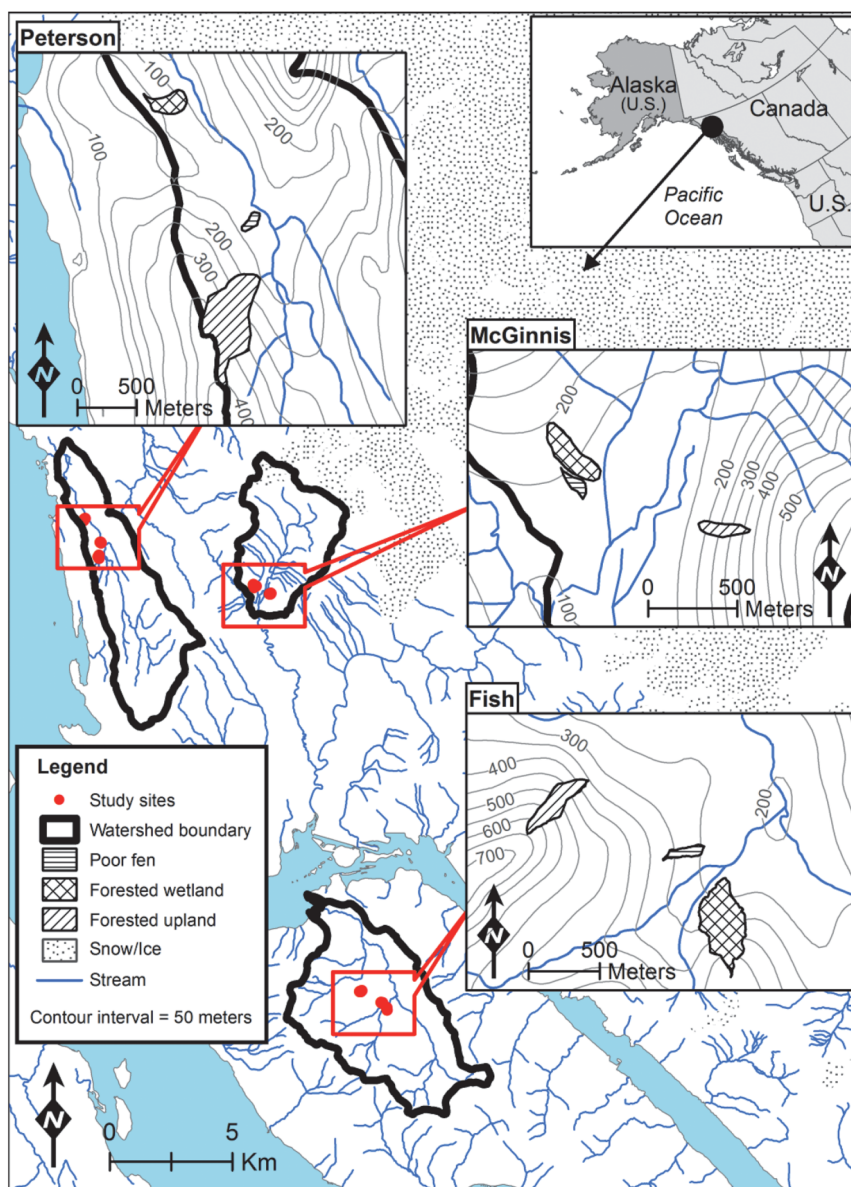 Peterson
100
200
100
200
300
400
N
0 500
Meters
Alaska
(U.S.)
Canada
Pacific
Ocean
U.S.
McGinnis
200
200
300
400
500
100
0 500
Meters
N
Fish
300
400
500
600
700
200
N
0 500
Meters
Legend
Study sites
Watershed boundary
Poor fen
Forested wetland
Forested upland
Snow/Ice
Stream
Contour interval = 50 meters
N
0 5
Km